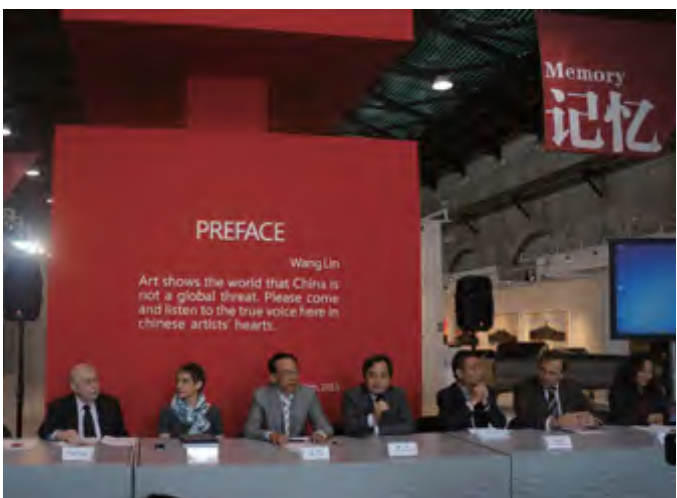 Memory
记忆
PREFACE
Wang Lin
Art shows the world that China is
not a global threat. Please come
and listen to the true voice here in
chinese artists' hearts.
2013